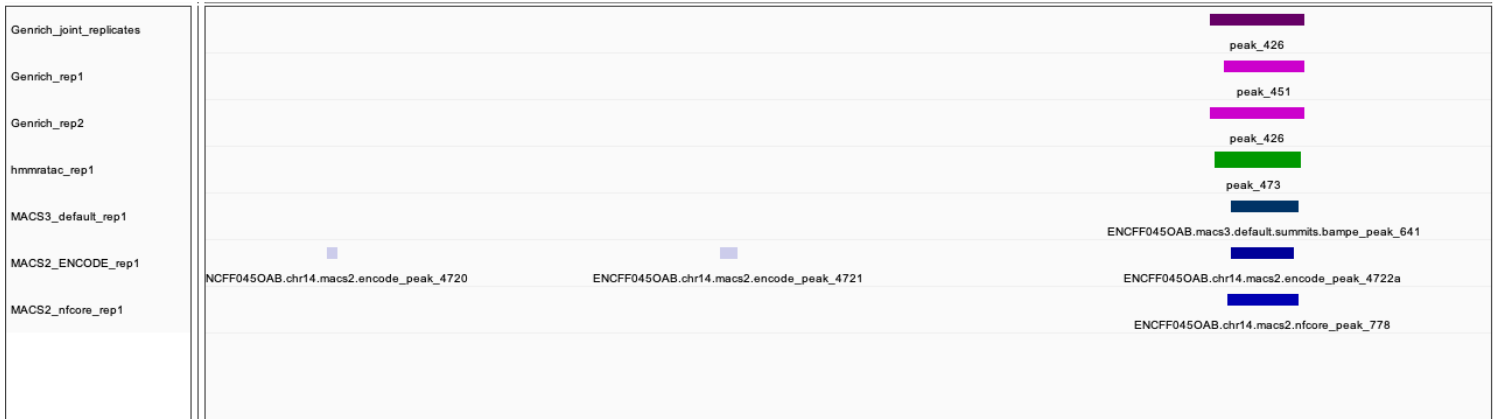 Genrich_joint_replicates
peak_426
Genrich_rep1
peak_451
Genrich_rep2
peak_426
hmmratac_rep1
peak_473
MACS3_default_rep1
ENCFF045OAB.macs3.default.summits.bampe_peak_641
MACS2_ENCODE_rep1
NCFF045OAB.chr14.macs2.encode_peak_4720 ENCFF045OAB.chr14.macs2.encode_peak_4721 ENCFF045OAB.chr14.macs2.encode_peak_4722a
MACS2_nfcore_rep1
ENCFF045OAB.chr14.macs2.nfcore_peak_778